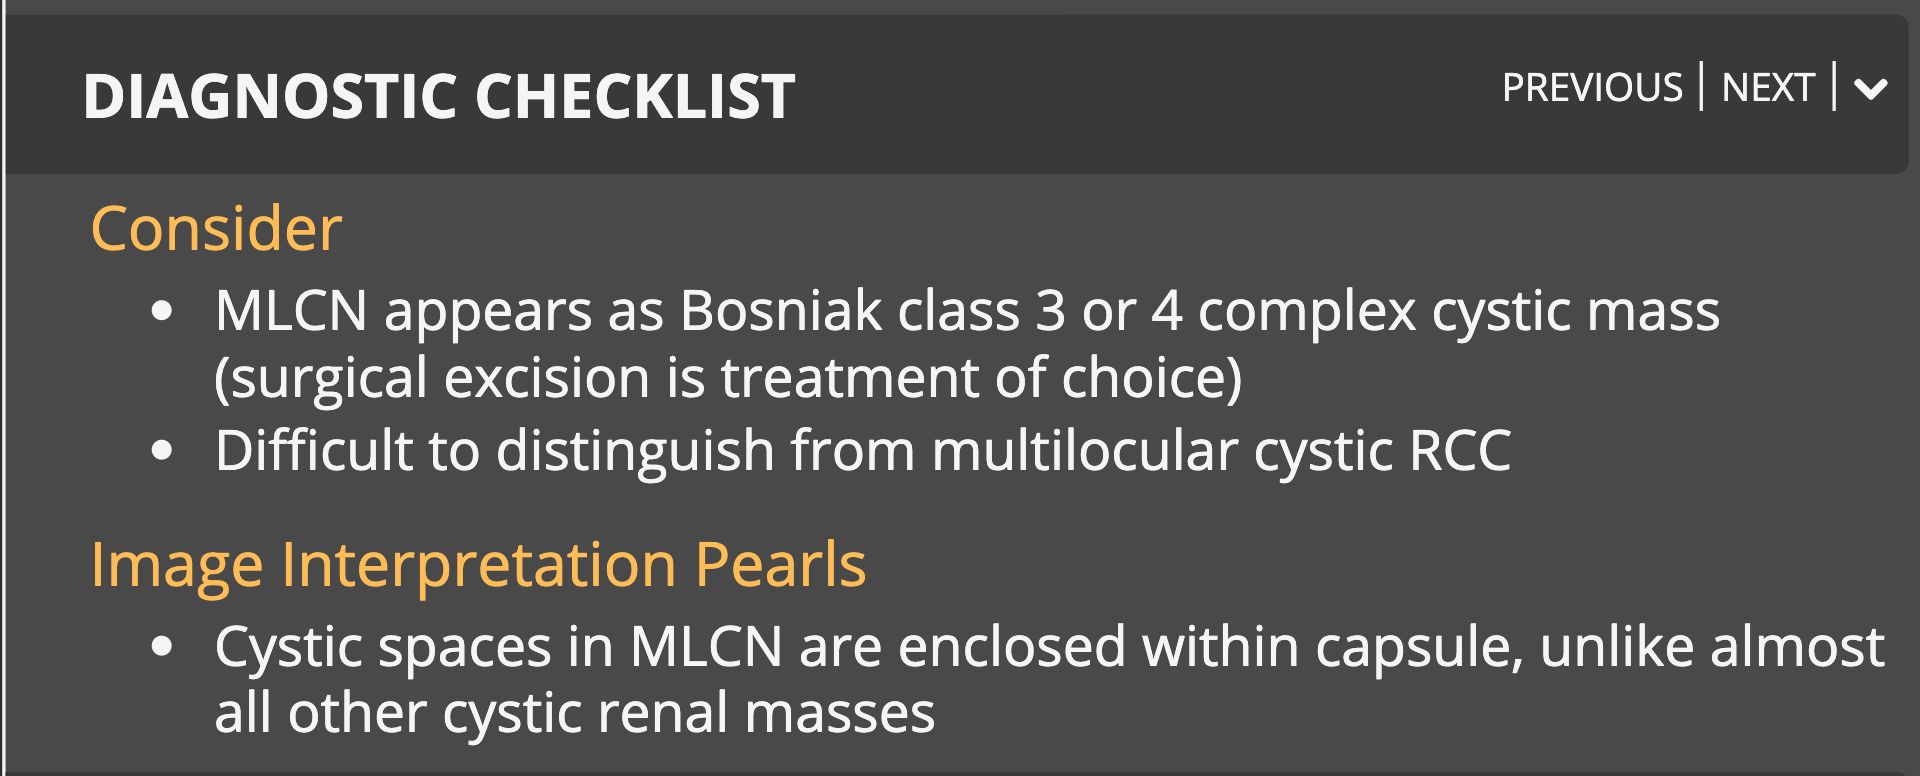 DIAGNOSTIC CHECKLIST
PREVIOUS | NEXT |
Consider
• MLCN appears as Bosniak class 3 or 4 complex cystic mass
(surgical excision is treatment of choice)
• Difficult to distinguish from multilocular cystic RCC
Image Interpretation Pearls
• Cystic spaces in MLCN are enclosed within capsule, unlike almost
all other cystic renal masses